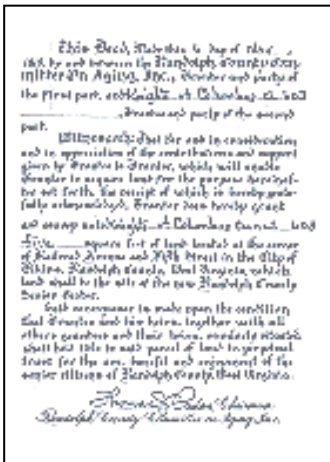 This Deed, Made this day of
by and between the Randolph County Com
mittee On Aging, Inc., Grantor and party of
the first part, and Knights of Columbus
Grantee and party of the second
part.
Witnesseth: That for and in consideration
and in appreciation of the contributions and support
given by Grantee to Grantor, which will enable
Grantor to acquire land for the purpose
set forth, the receipt of which is hereby grate-
fully acknowledged, Grantor does hereby grant
and convey unto Knights of Columbus Council
Five square feet of land located at the corner
of Railroad Avenue and Fifth Street in the City of
Elkins, Randolph County, West Virginia, which
land shall be the site of the new Randolph County
Senior Center.
Said conveyance is made upon the condition
that Grantee and his heirs, together with all
other grantees and their heirs, similarly situated
shall hold title to said parcel of land in perpetual
trust for the use, benefit and enjoyment of the
senior citizens of Randolph County, West Virginia.
Chairman
Randolph County Committee on Aging, Inc.